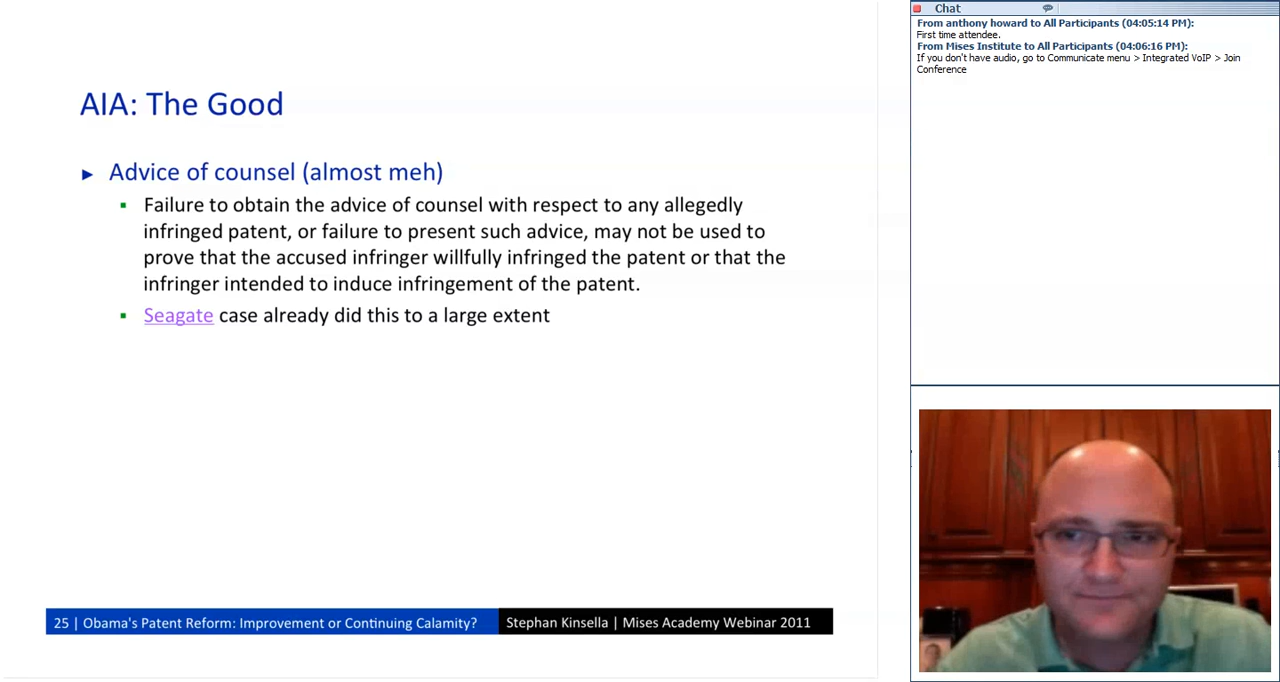 AIA: The Good
► Advice of counsel (almost meh)
▪ Failure to obtain the advice of counsel with respect to any allegedly
infringed patent, or failure to present such advice, may not be used to
prove that the accused infringer willfully infringed the patent or that the
infringer intended to induce infringement of the patent.
▪ Seagate case already did this to a large extent
25 | Obama's Patent Reform: Improvement or Continuing Calamity?
Stephan Kinsella | Mises Academy Webinar 2011
Chat
From anthony howard to All Participants (04:05:14 PM):
First time attendee.
From Mises Institute to All Participants (04:06:16 PM):
If you don't have audio, go to Communicate menu > Integrated VoIP > Join
Conference